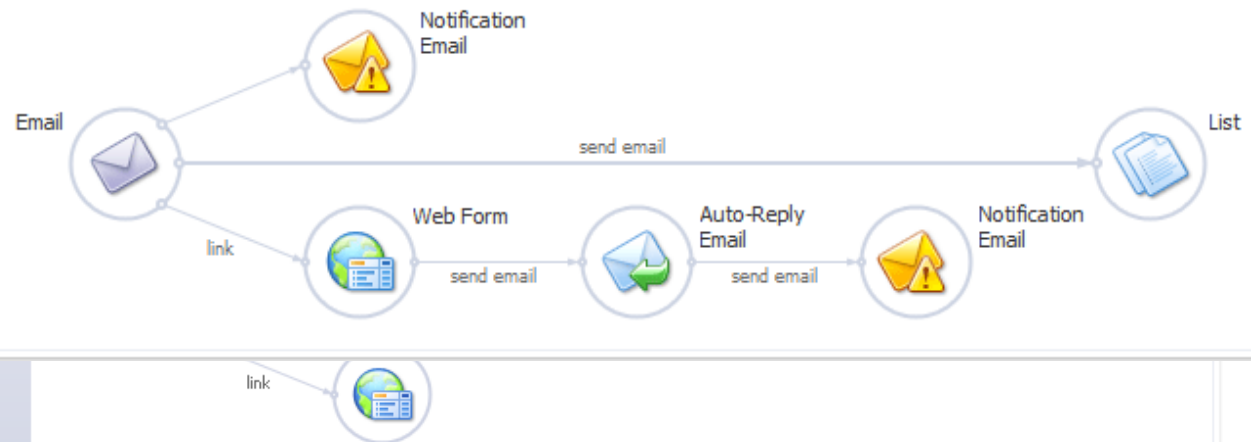 Notification
Email
Email
send email
List
Web Form
Auto-Reply
Email
Notification
Email
link
send email
send email
link